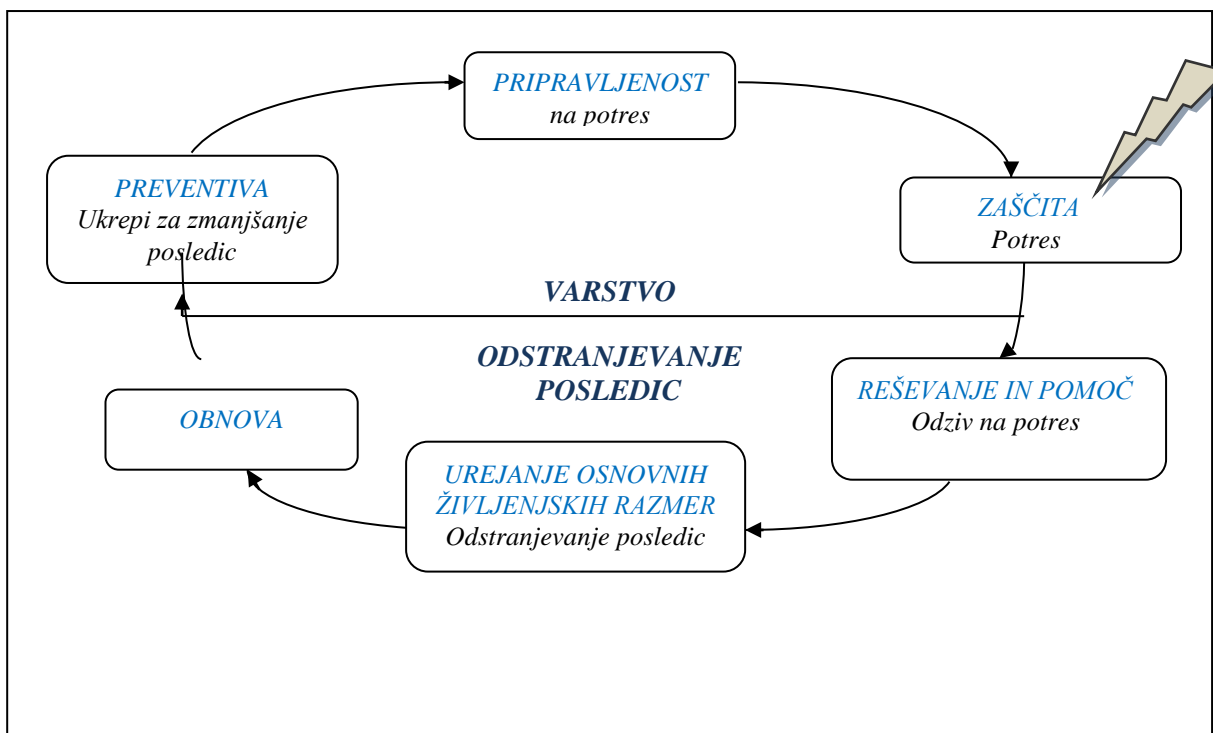 PRIPRAVLJENOST
na potres
PREVENTIVA
Ukrepi za zmanjšanje
posledic
ZAŠČITA
Potres
VARSTVO
ODSTRANJEVANJE
POSLEDIC
REŠEVANJE IN POMOČ
Odziv na potres
OBNOVA
UREJANJE OSNOVNIH
ŽIVLJENJSKIH RAZMER
Odstranjevanje posledic